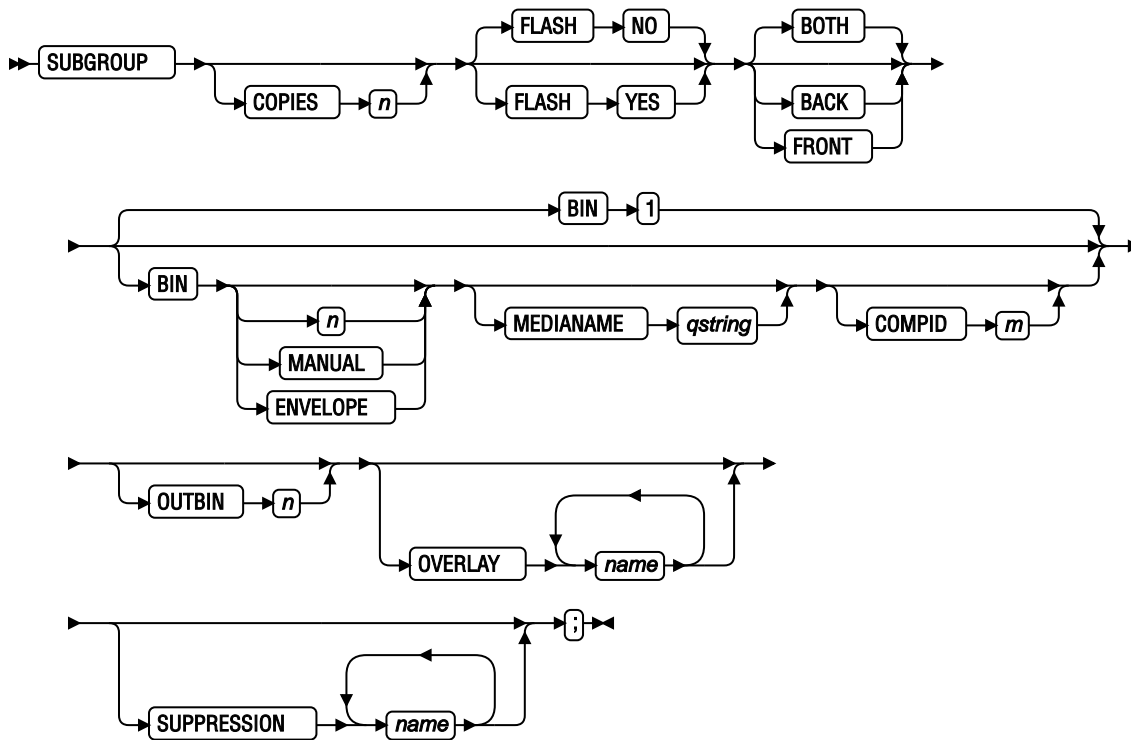 FLASH NO BOTH
SUBGROUP
COPIES n FLASH YES BACK
FRONT
BIN 1
BIN
n MEDIANAME qstring COMPID m
MANUAL
ENVELOPE
OUTBIN n
OVERLAY name
;
SUPPRESSION name